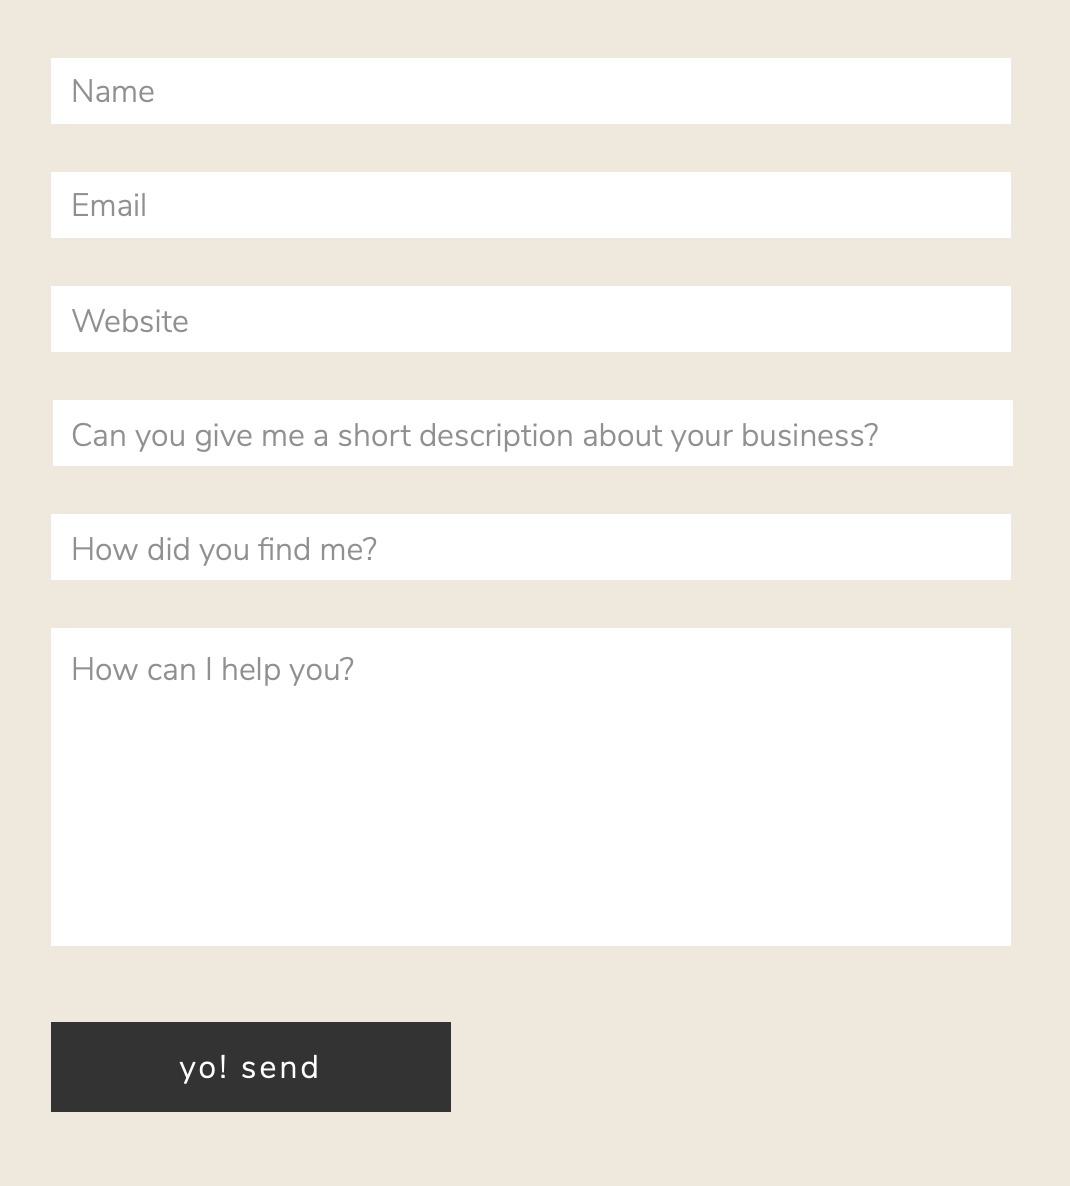 Name
Email
Website
Can you give me a short description about your business?
How did you find me?
How can I help you?
yo! send